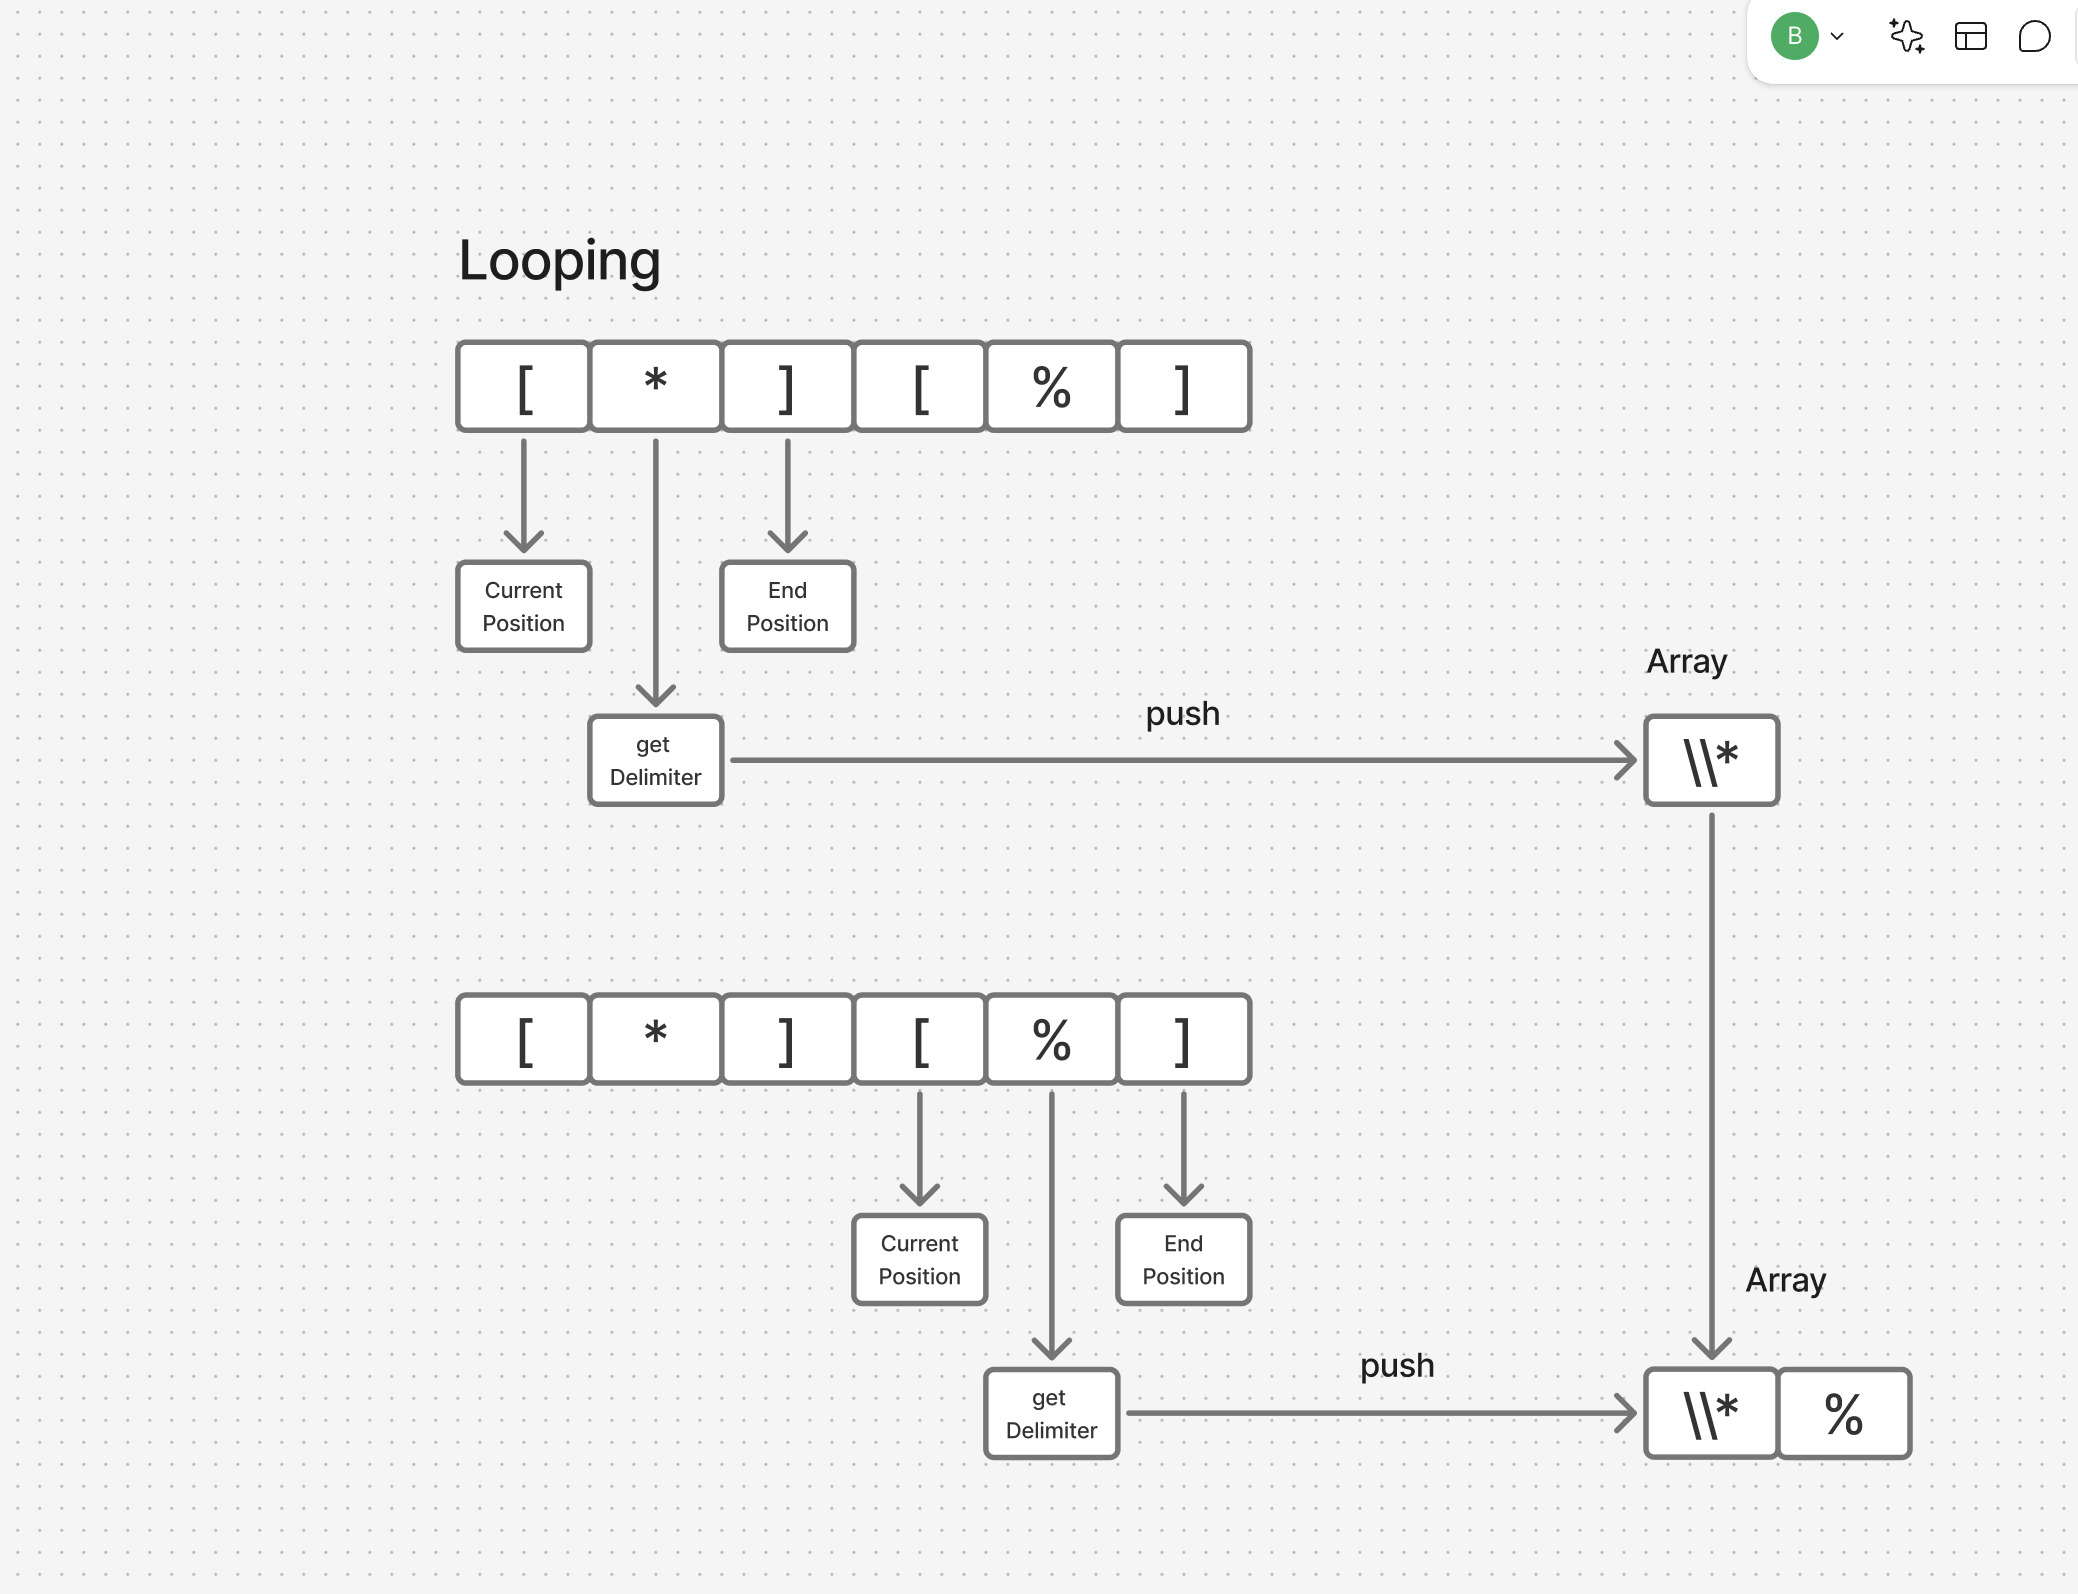 B
Looping
[ * ] [ % ]
Current
Position
End
Position
Array
push
get
Delimiter
\\*
[ * ] [ % ]
Current
Position
End
Position
Array
push
get
Delimiter
\\* %